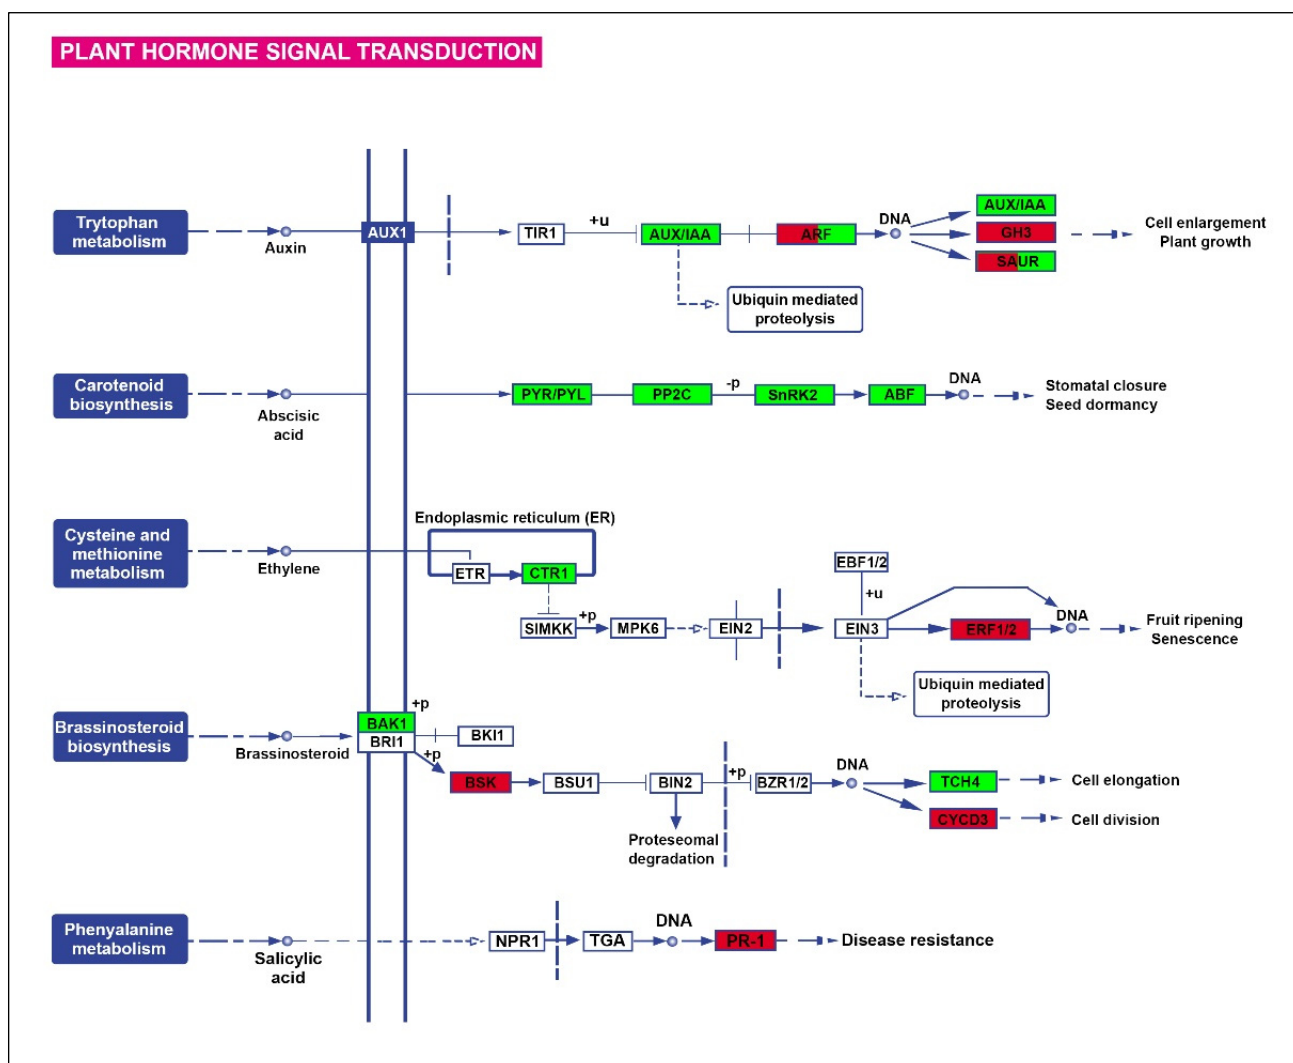 PLANT HORMONE SIGNAL TRANSDUCTION
Trytophan
metabolism
Auxin
AUX1
TIR1
+u
AUX/IAA
ARF
DNA
AUX/IAA
GH3
SAUR
Cell enlargement
Plant growth
Ubiquin mediated
proteolysis
Carotenoid
biosynthesis
Abscisic
acid
PYR/PYL
PP2C
-p
SnRK2
ABF
DNA
Stomatal closure
Seed dormancy
Cysteine and
methionine
metabolism
Ethylene
Endoplasmic reticulum (ER)
ETR
CTR1
SIMKK
+p
MPK6
EIN2
EBF1/2
+u
EIN3
ERF1/2
DNA
Fruit ripening
Senescence
Ubiquin mediated
proteolysis
Brassinosteroid
biosynthesis
Brassinosteroid
+p
BAK1
BRI1
BKI1
+p
BSK
BSU1
BIN2
+p
BZR1/2
DNA
TCH4
Cell elongation
CYCD3
Cell division
Proteseomal
degradation
Phenyalanine
metabolism
Salicylic
acid
NPR1
TGA
DNA
PR-1
Disease resistance